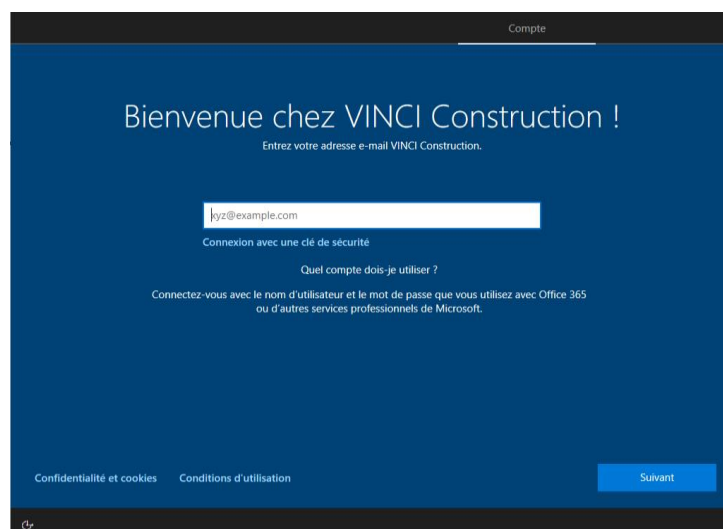 Compte
Bienvenue chez VINCI Construction !
Entrez votre adresse e-mail VINCI Construction.
xyz@example.com
Connexion avec une clé de sécurité
Quel compte dois-je utiliser ?
Connectez-vous avec le nom d'utilisateur et le mot de passe que vous utilisez avec Office 365
ou d'autres services professionnels de Microsoft.
Confidentialité et cookies
Conditions d'utilisation
Suivant